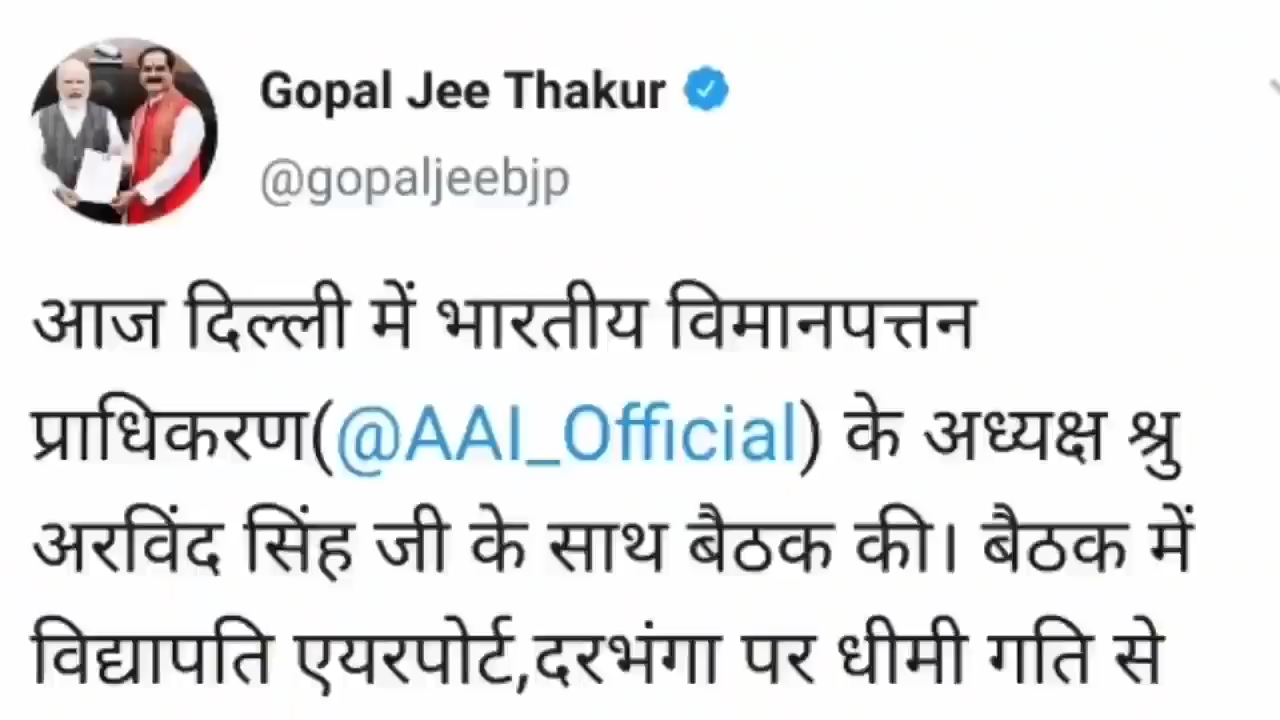 Gopal Jee Thakur
@gopaljeebjp
आज दिल्ली में भारतीय विमानपत्तन
प्राधिकरण(@AAI_Official) के अध्यक्ष श्रु
अरविंद सिंह जी के साथ बैठक की। बैठक में
विद्यापति एयरपोर्ट,दरभंगा पर धीमी गति से